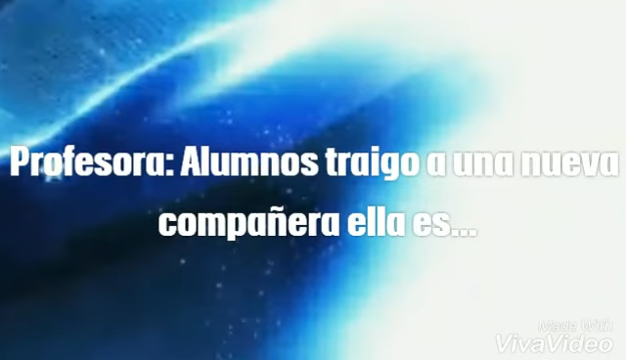 Profesora: Alumnos traigo a una nueva
compañera ella es...
Made With
VivaVideo